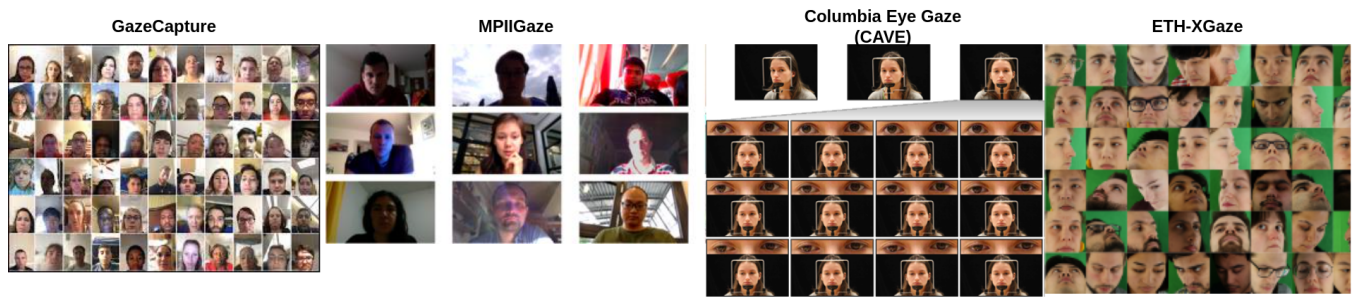 GazeCapture
MPIIGaze
Columbia Eye Gaze
(CAVE)
ETH-XGaze